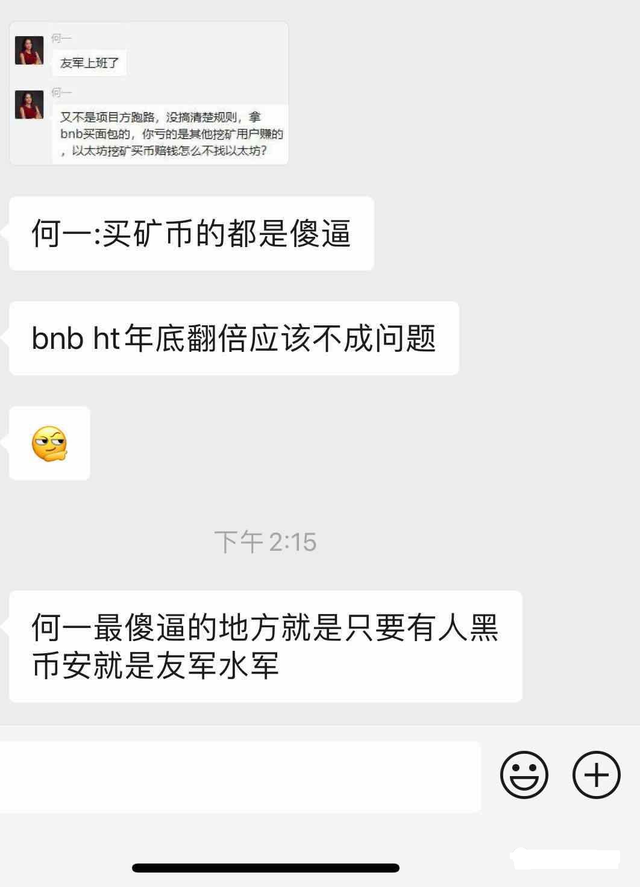 何一
友军上班了
何一
又不是项目方跑路，没搞清楚规则，拿
bnb买面包的，你亏的是其他挖矿用户赚的
，以太坊挖矿买币赔钱怎么不找以太坊？
何一:买矿币的都是傻逼
bnb ht年底翻倍应该不成问题
下午 2:15
何一最傻逼的地方就是只要有人黑
币安就是友军水军